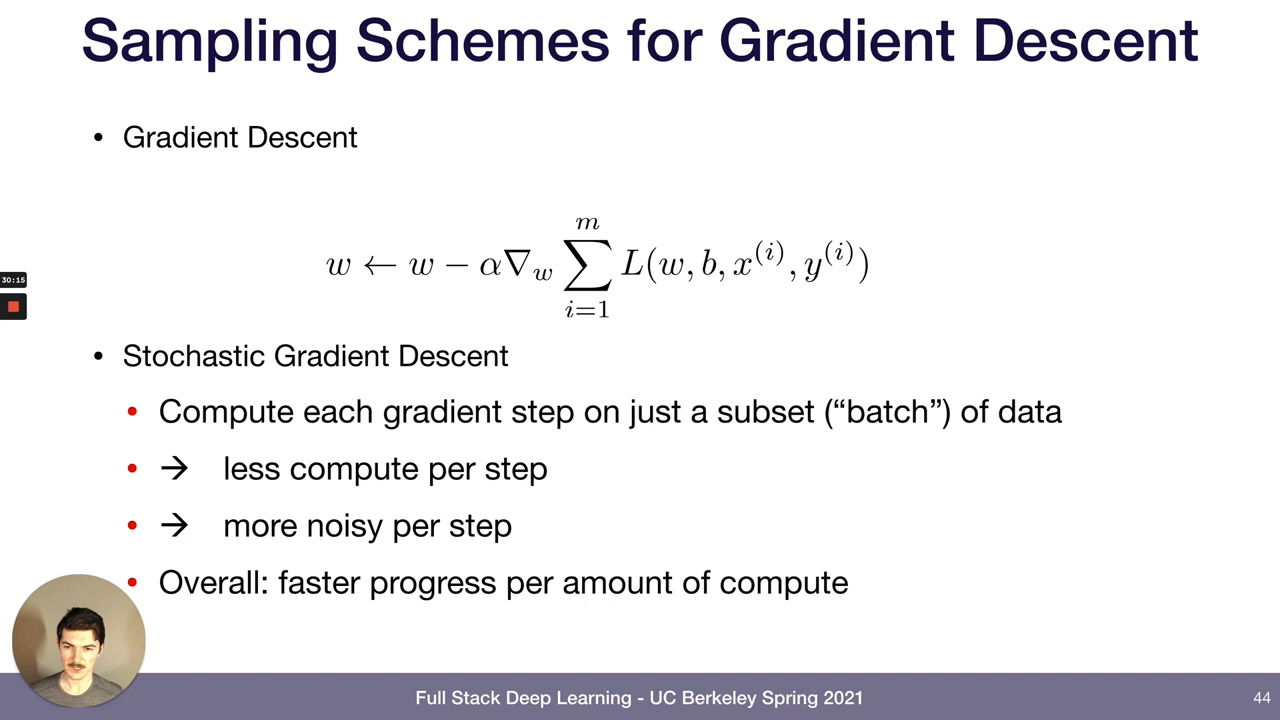 Sampling Schemes for Gradient Descent
• Gradient Descent
w ← w − α∇_w ∑_{i=1}^{m} L(w, b, x^{(i)}, y^{(i)})
30:15
• Stochastic Gradient Descent
• Compute each gradient step on just a subset (“batch”) of data
• → less compute per step
• → more noisy per step
• Overall: faster progress per amount of compute
Full Stack Deep Learning - UC Berkeley Spring 2021
44